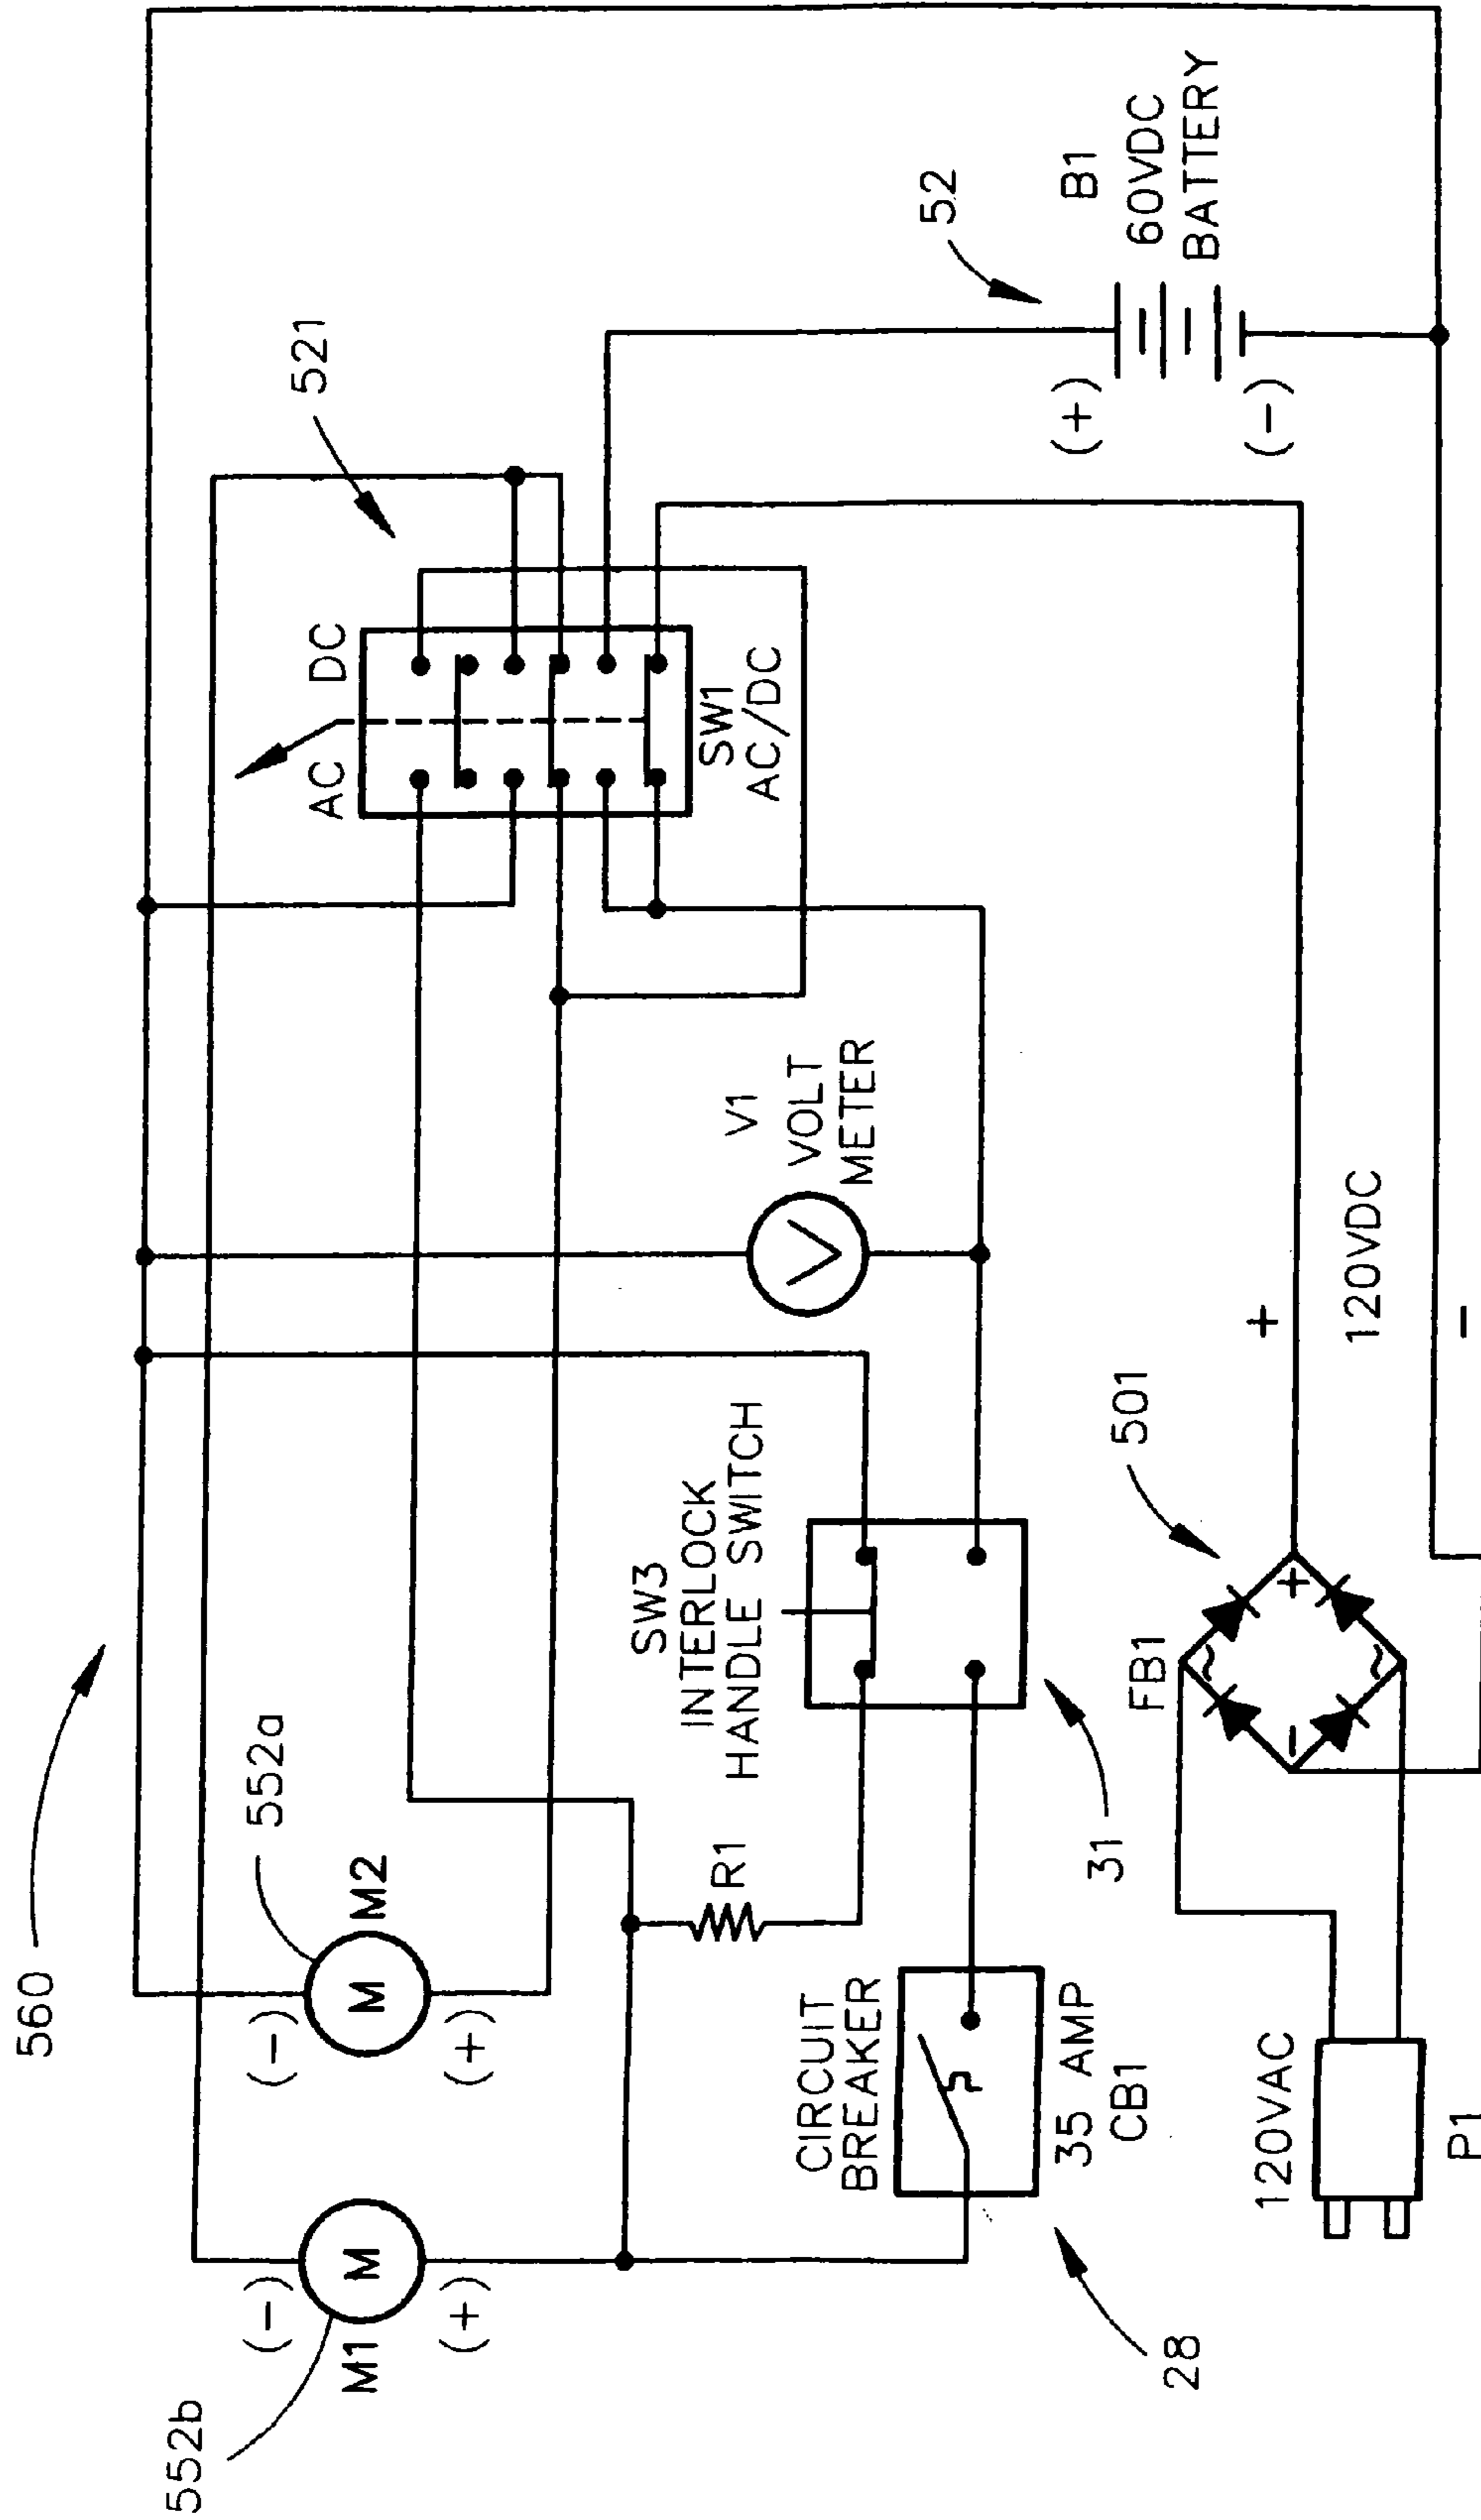 560
552b
552a
M1
M2
M
M
(-)
(+)
(-)
(+)
R1
SW3
INTERLOCK
HANDLE SWITCH
31
CIRCUIT
BREAKER
35 AMP
CB1
28
120VAC
P1
FB1
501
~
~
+
-
+
120VDC
-
V1
VOLT
METER
V
AC
DC
521
SW1
AC/DC
52
B1
60VDC
BATTERY
(+)
(-)